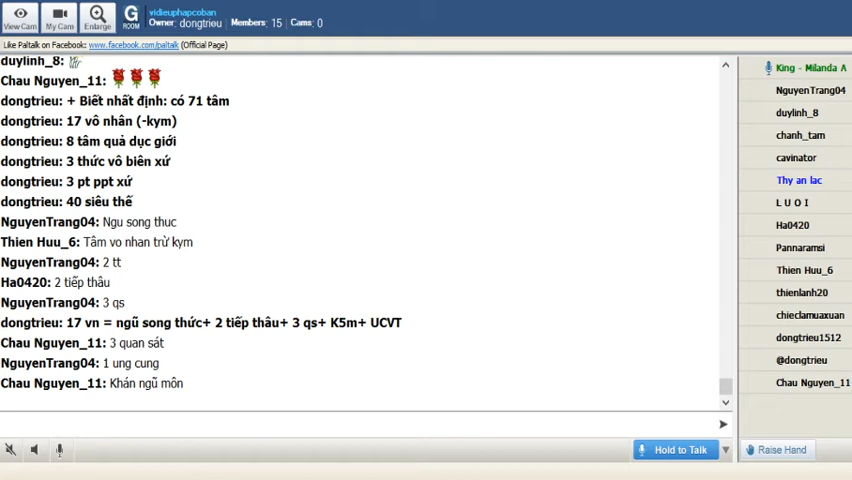 View Cam
My Cam
Enlarge
G
ROOM
vidieuphapcoban
Owner: dongtrieu Members: 15 Cams: 0
Like Paltalk on Facebook: www.facebook.com/paltalk (Official Page)
duylinh_8:
Chau Nguyen_11:
dongtrieu: + Biết nhất định: có 71 tâm
dongtrieu: 17 vô nhân (-kym)
dongtrieu: 8 tâm quả dục giới
dongtrieu: 3 thức vô biên xứ
dongtrieu: 3 pt ppt xứ
dongtrieu: 40 siêu thế
NguyenTrang04: Ngu song thuc
Thien Huu_6: Tâm vo nhan trừ kym
NguyenTrang04: 2 tt
Ha0420: 2 tiếp thâu
NguyenTrang04: 3 qs
dongtrieu: 17 vn = ngũ song thức+ 2 tiếp thâu+ 3 qs+ K5m+ UCVT
Chau Nguyen_11: 3 quan sát
NguyenTrang04: 1 ung cung
Chau Nguyen_11: Khán ngũ môn
Hold to Talk
King - Milanda A
NguyenTrang04
duylinh_8
chanh_tam
cavinator
Thy an lac
L U O I
Ha0420
Pannaramsi
Thien Huu_6
thienlanh20
chieclamuaxuan
dongtrieu1512
@dongtrieu
Chau Nguyen_11
Raise Hand